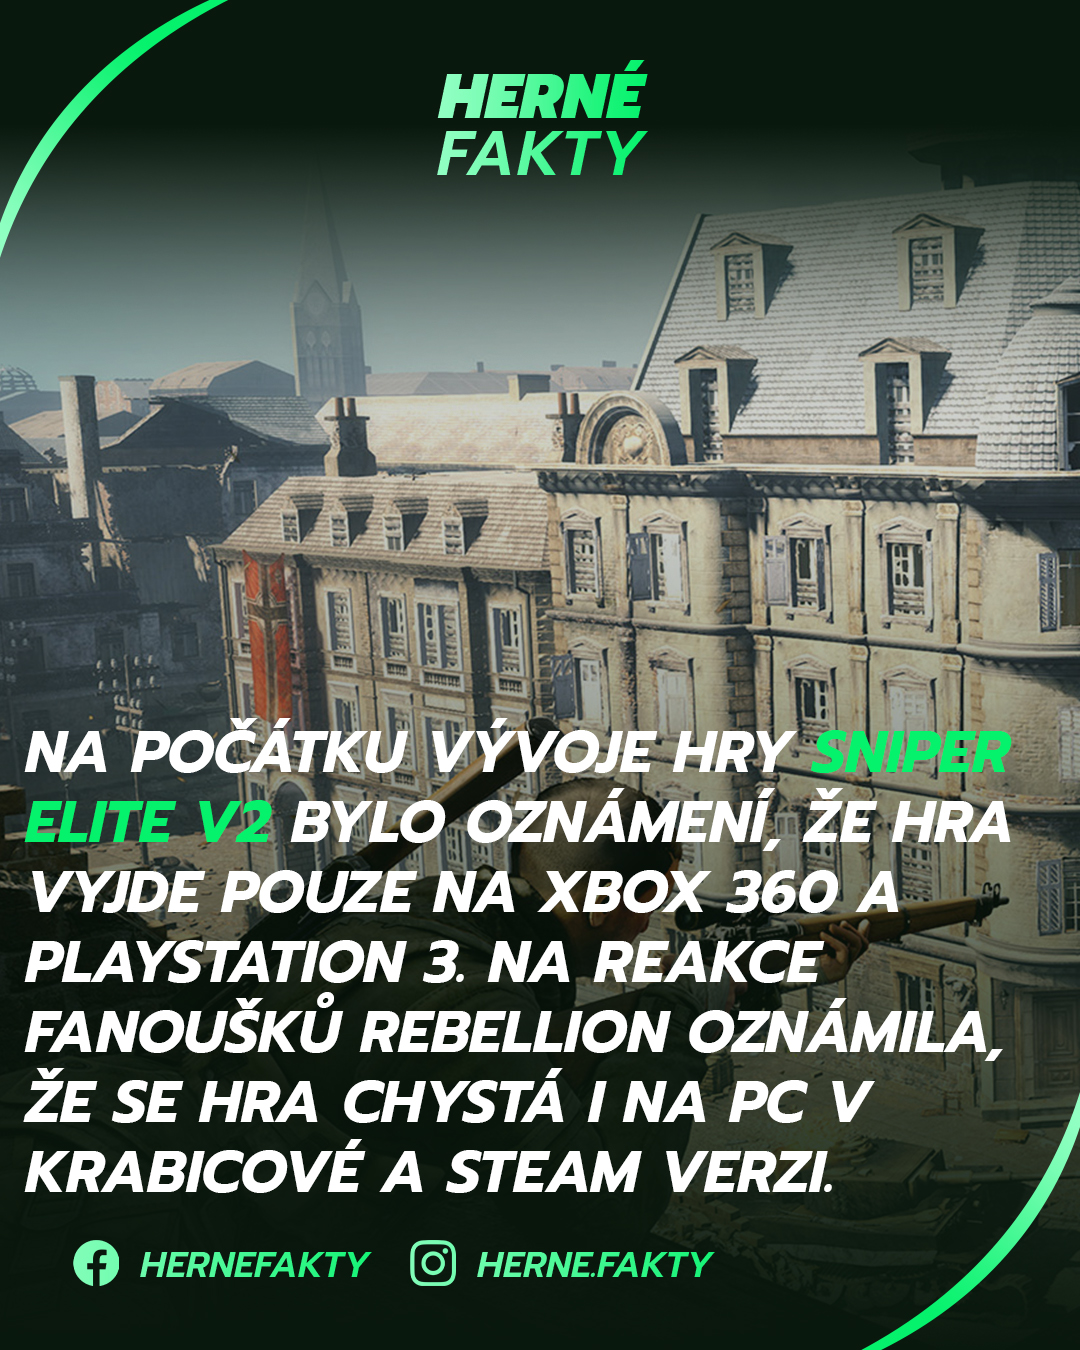 HERNÉ
FAKTY
NA POČÁTKU VÝVOJE HRY SNIPER
ELITE V2 BYLO OZNÁMENÍ, ŽE HRA
VYJDE POUZE NA XBOX 360 A
PLAYSTATION 3. NA REAKCE
FANOUŠKŮ REBELLION OZNÁMILA,
ŽE SE HRA CHYSTÁ I NA PC V
KRABICOVÉ A STEAM VERZI.
HERNEFAKTY HERNE.FAKTY